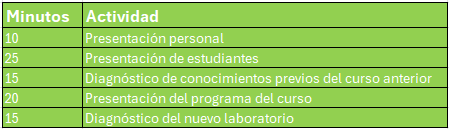 Minutos Actividad
10 Presentación personal
25 Presentación de estudiantes
15 Diagnóstico de conocimientos previos del curso anterior
20 Presentación del programa del curso
15 Diagnóstico del nuevo laboratorio